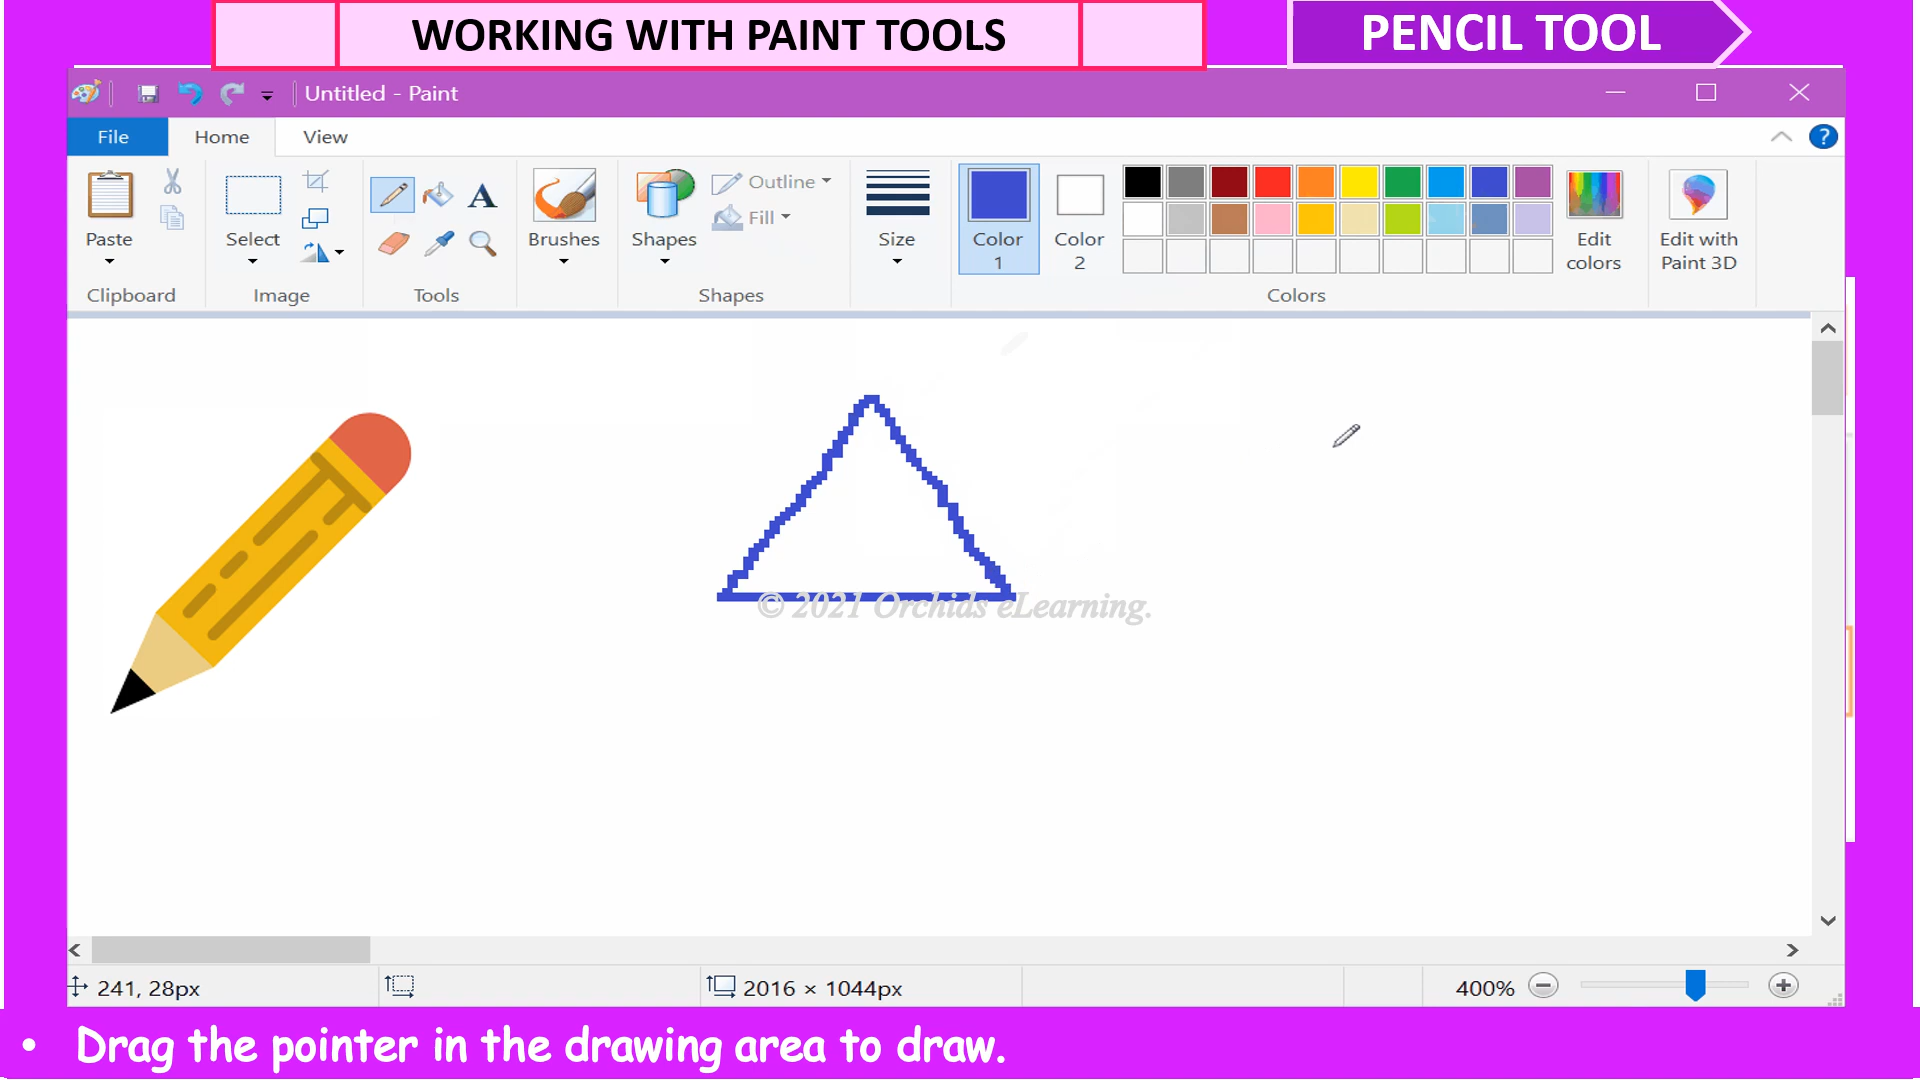 WORKING WITH PAINT TOOLS
PENCIL TOOL
Untitled - Paint
File Home View
?
A
Outline
Fill
Paste
Select
Brushes
Shapes
Size
Color 1
Color 2
Edit colors
Edit with Paint 3D
Clipboard
Image
Tools
Shapes
Colors
© 2021 Orchids eLearning.
241, 28px
2016 × 1044px
400%
• Drag the pointer in the drawing area to draw.